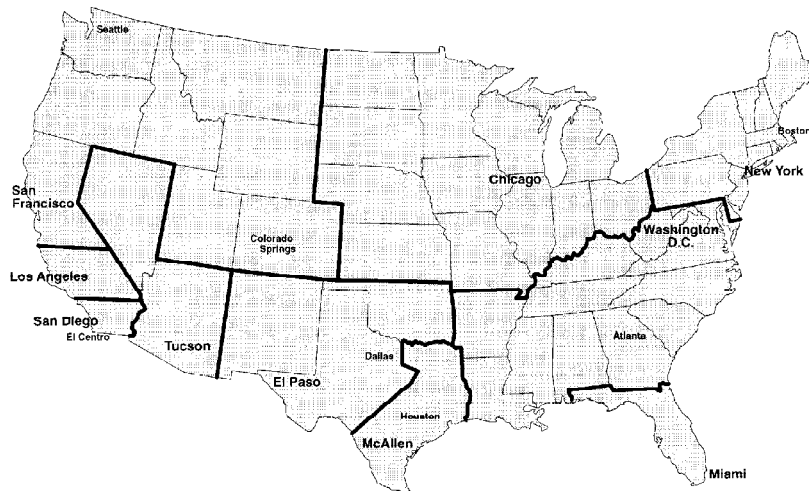 Seattle
Boston
New York
Chicago
San
Francisco
Washington
D.C.
Colorado
Springs
Los Angeles
San Diego
El Centro
Tucson
Atlanta
Dallas
El Paso
Houston
McAllen
Miami